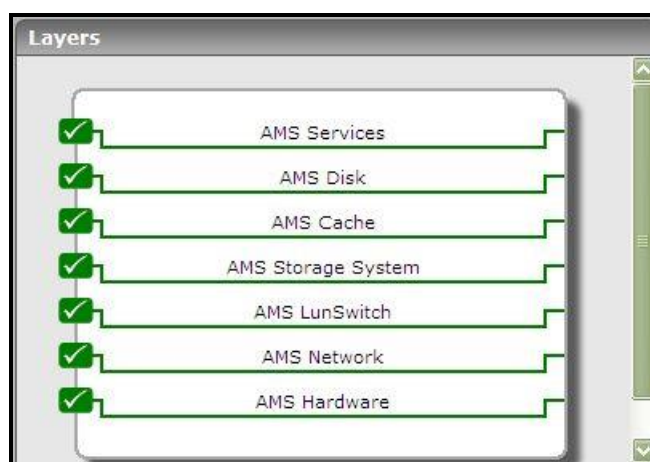 Layers
AMS Services
AMS Disk
AMS Cache
AMS Storage System
AMS LunSwitch
AMS Network
AMS Hardware